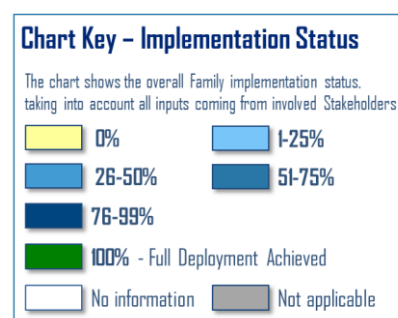 Chart Key – Implementation Status
The chart shows the overall Family implementation status,
taking into account all inputs coming from involved Stakeholders
0% 1-25%
26-50% 51-75%
76-99%
100% - Full Deployment Achieved
No information Not applicable